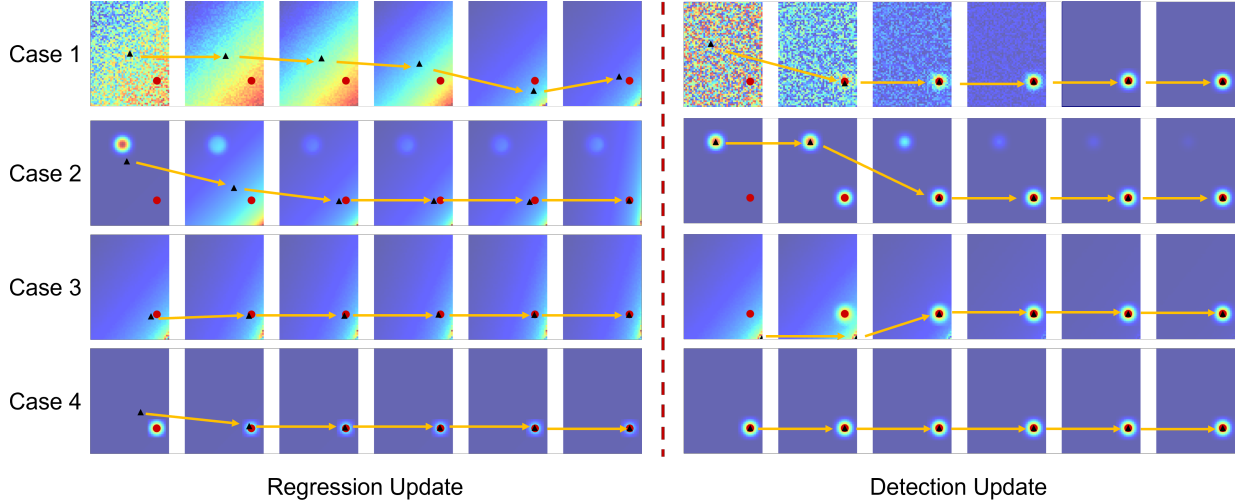 Case 1
Case 2
Case 3
Case 4
Regression Update
Detection Update